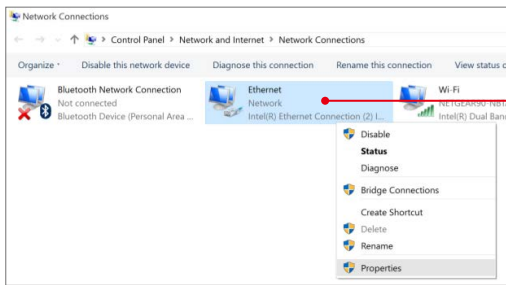 Network Connections
Control Panel > Network and Internet > Network Connections
Organize Disable this network device Diagnose this connection Rename this connection View status
Bluetooth Network Connection
Not connected
Bluetooth Device (Personal Area ...
Ethernet
Network
Intel(R) Ethernet Connection (2) I...
Wi-Fi
Intel(R) Dual Ban
Disable
Status
Diagnose
Bridge Connections
Create Shortcut
Delete
Rename
Properties